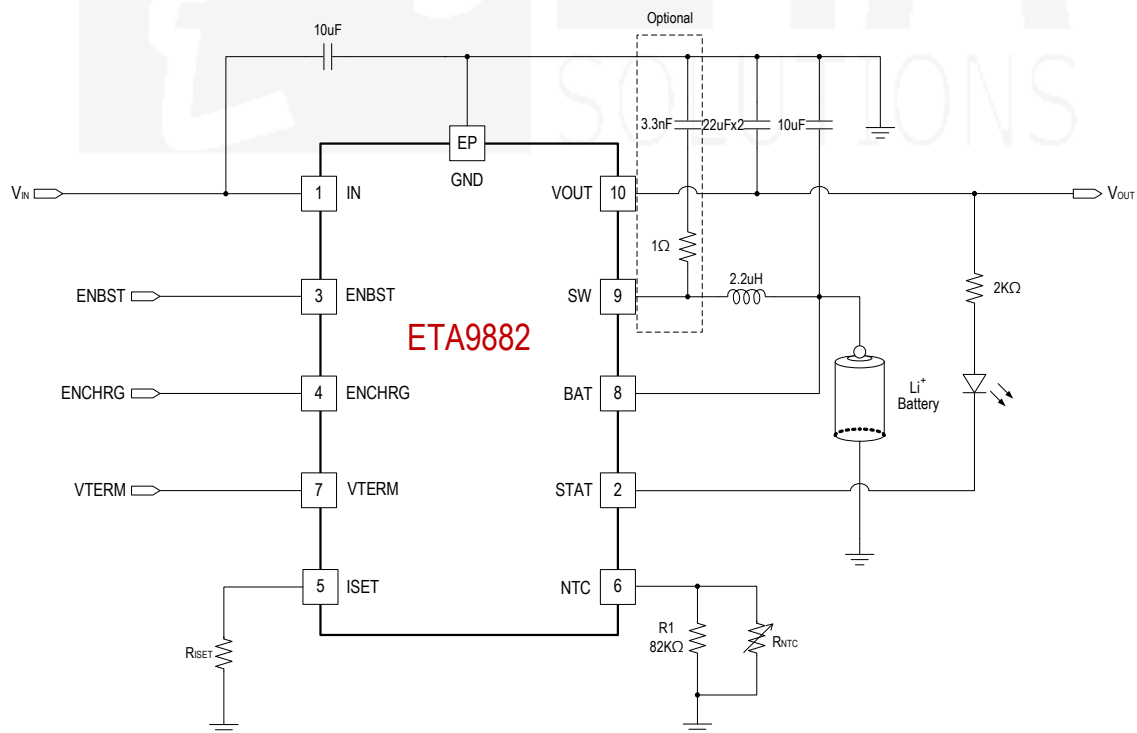 Optional
10uF
3.3nF
22uFx2
10uF
SOLUTIONS
EP
GND
VIN
1
IN
VOUT
10
VOUT
1Ω
2.2uH
2KΩ
ENBST
3
ENBST
SW
9
ETA9882
ENCHRG
4
ENCHRG
BAT
8
Li+
Battery
VTERM
7
VTERM
STAT
2
5
ISET
NTC
6
RISET
R1
82KΩ
RNTC